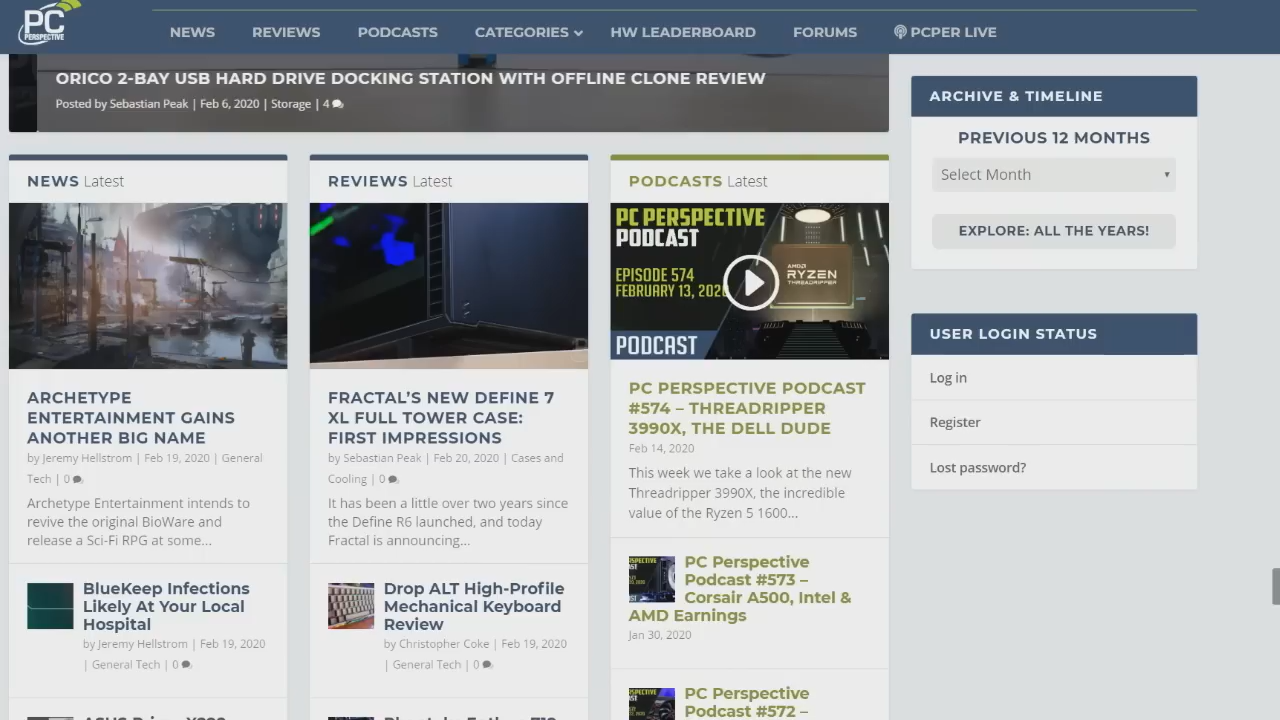 PC
PERSPECTIVE
NEWS
REVIEWS
PODCASTS
CATEGORIES
HW LEADERBOARD
FORUMS
PCPER LIVE
ORICO 2-BAY USB HARD DRIVE DOCKING STATION WITH OFFLINE CLONE REVIEW
Posted by Sebastian Peak | Feb 6, 2020 | Storage | 4
NEWS Latest
ARCHETYPE
ENTERTAINMENT GAINS
ANOTHER BIG NAME
by Jeremy Hellstrom | Feb 19, 2020 | General
Tech | 0
Archetype Entertainment intends to
revive the original BioWare and
release a Sci-Fi RPG at some...
BlueKeep Infections
Likely At Your Local
Hospital
by Jeremy Hellstrom | Feb 19, 2020
| General Tech | 0
REVIEWS Latest
FRACTAL'S NEW DEFINE 7
XL FULL TOWER CASE:
FIRST IMPRESSIONS
by Sebastian Peak | Feb 20, 2020 | Cases and
Cooling | 0
It has been a little over two years since
the Define R6 launched, and today
Fractal is announcing...
Drop ALT High-Profile
Mechanical Keyboard
Review
by Christopher Coke | Feb 19, 2020
| General Tech | 0
PODCASTS Latest
PC PERSPECTIVE
PODCAST
EPISODE 574
FEBRUARY 13, 2020
AMD
RYZEN
THREADRIPPER
PODCAST
PC PERSPECTIVE PODCAST
#574 – THREADRIPPER
3990X, THE DELL DUDE
Feb 14, 2020
This week we take a look at the new
Threadripper 3990X, the incredible
value of the Ryzen 5 1600...
PC Perspective
Podcast #573 –
Corsair A500, Intel &
AMD Earnings
Jan 30, 2020
PC Perspective
Podcast #572 –
ARCHIVE & TIMELINE
PREVIOUS 12 MONTHS
Select Month
EXPLORE: ALL THE YEARS!
USER LOGIN STATUS
Log in
Register
Lost password?